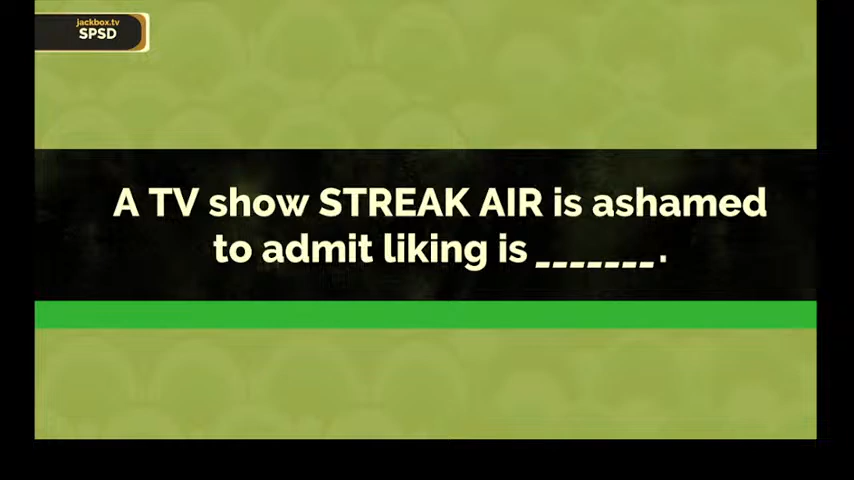 jackbox.tv
SPSD
A TV show STREAK AIR is ashamed
to admit liking is _______.